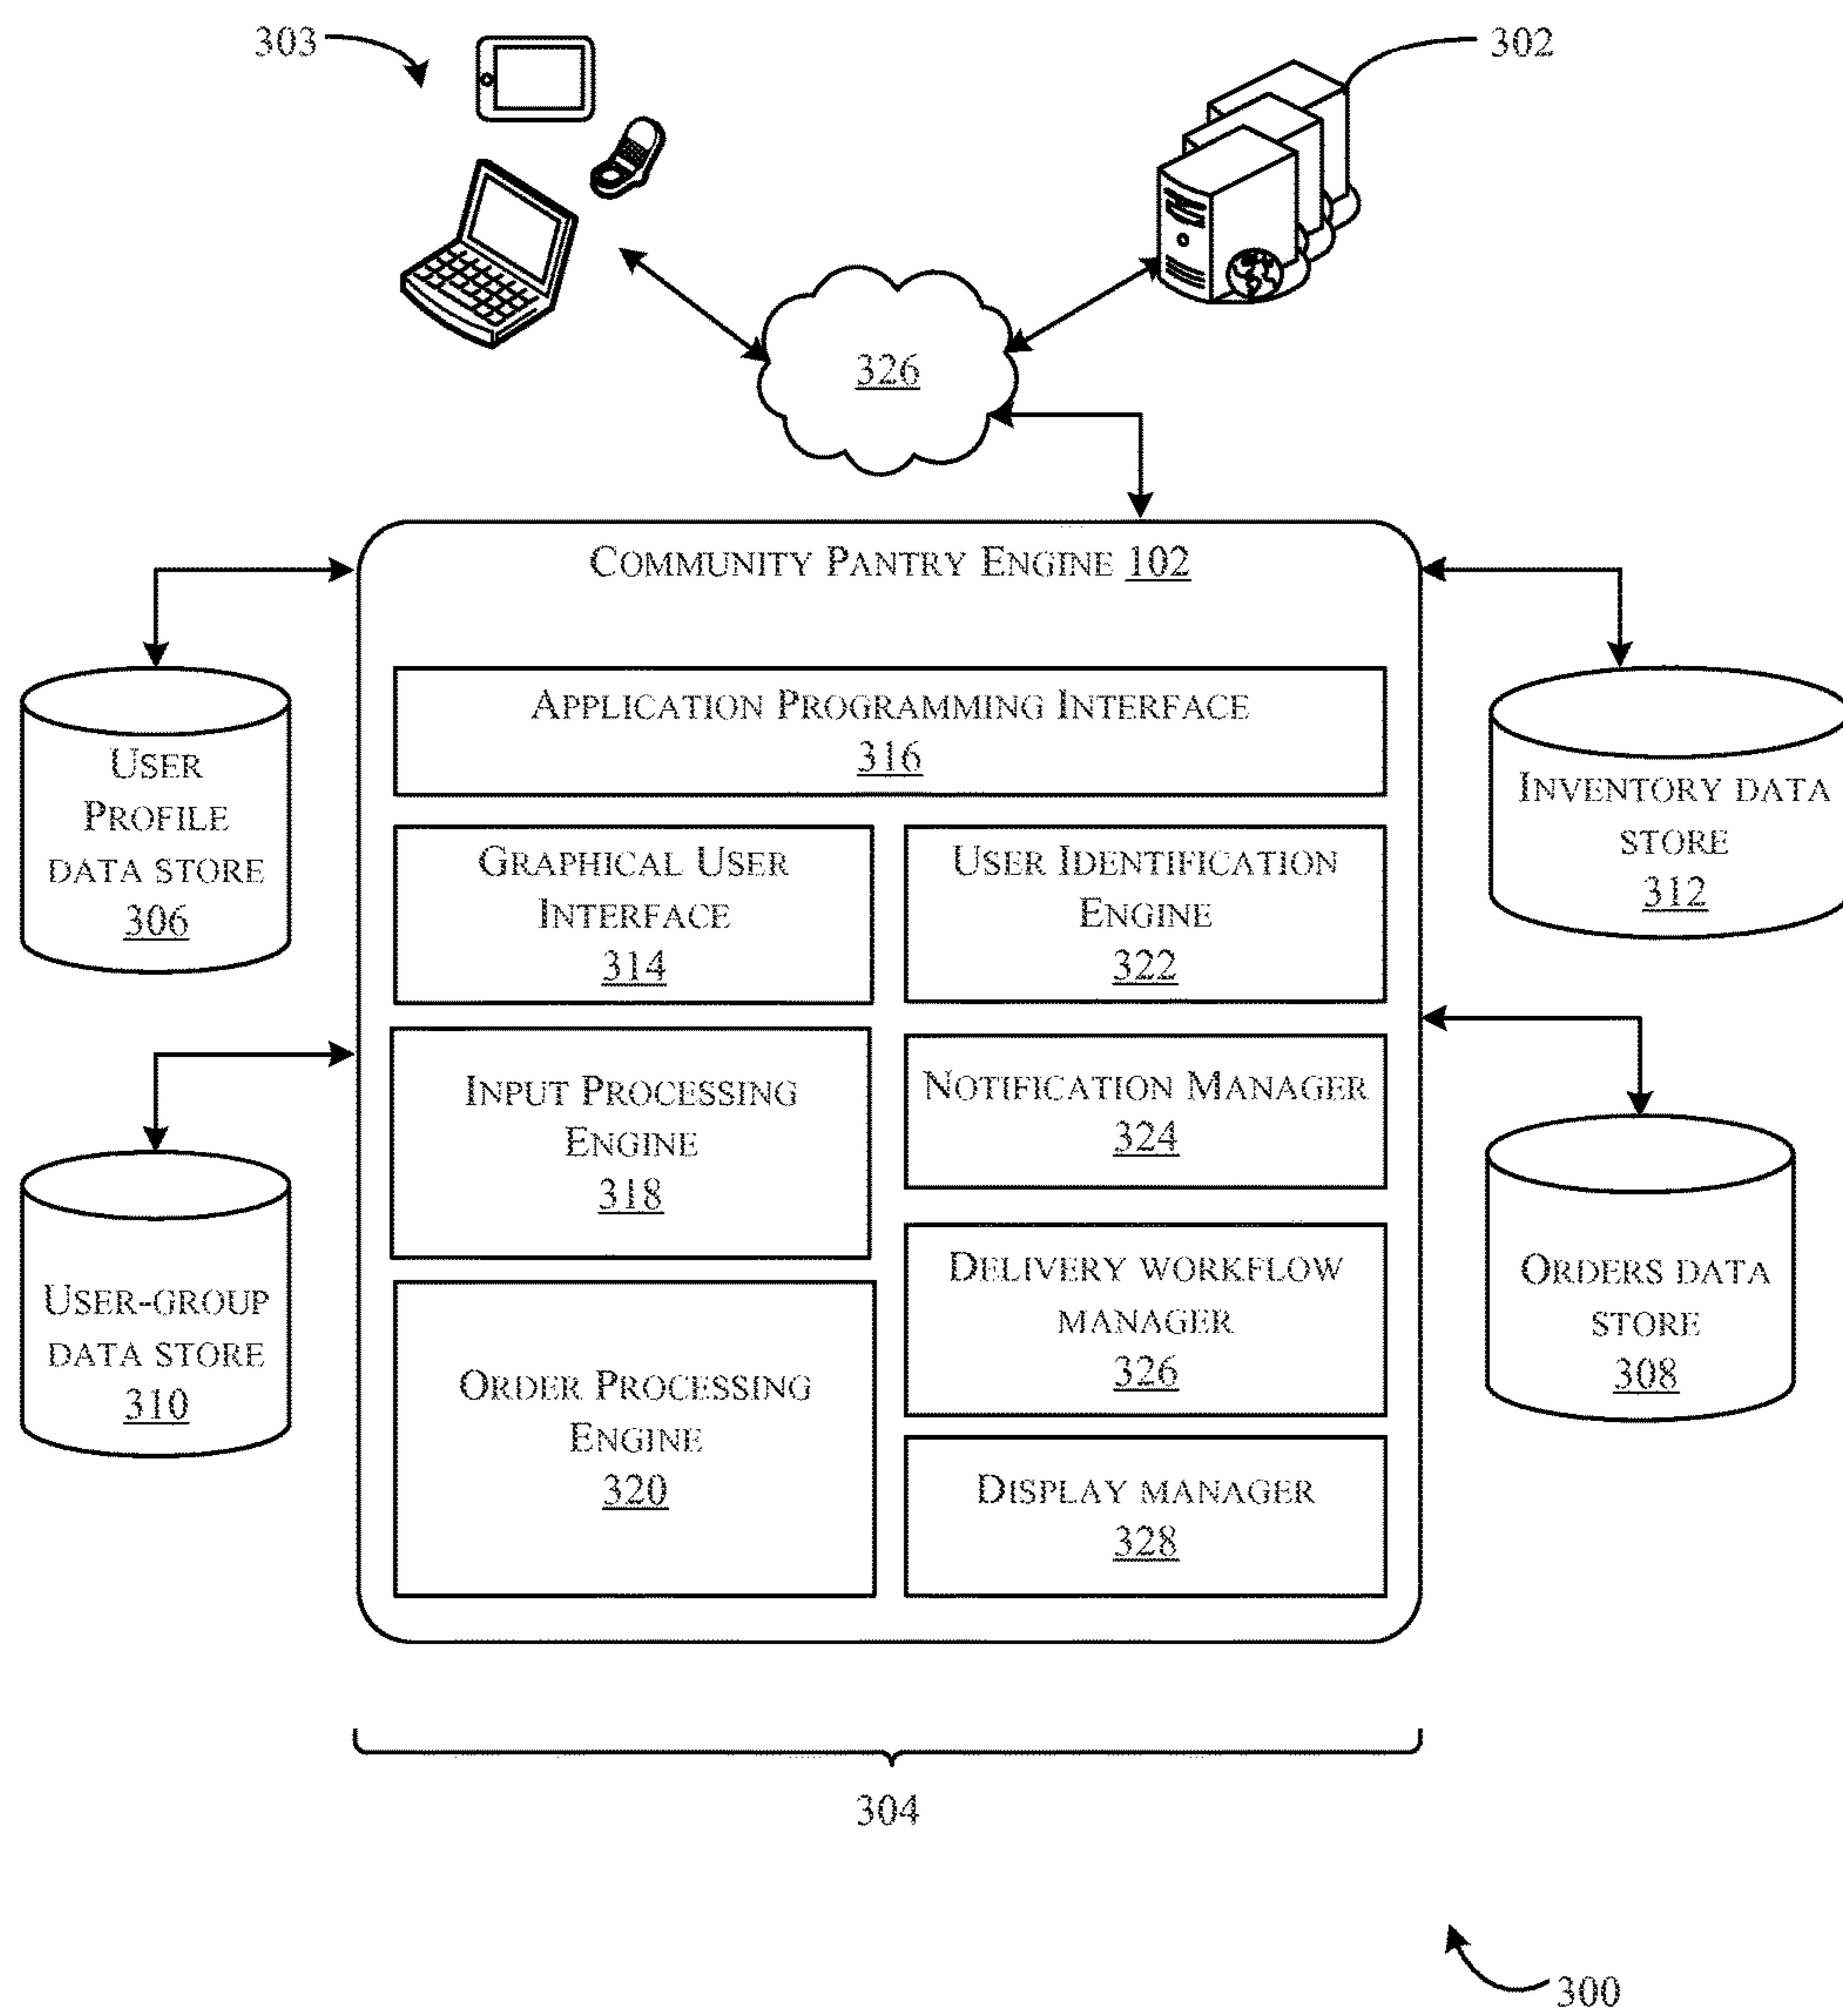 303
302
326
COMMUNITY PANTRY ENGINE 102
APPLICATION PROGRAMMING INTERFACE
316
USER
PROFILE
DATA STORE
306
GRAPHICAL USER
INTERFACE
314
USER IDENTIFICATION
ENGINE
322
INVENTORY DATA
STORE
312
INPUT PROCESSING
ENGINE
318
NOTIFICATION MANAGER
324
USER-GROUP
DATA STORE
310
ORDER PROCESSING
ENGINE
320
DELIVERY WORKFLOW
MANAGER
326
DISPLAY MANAGER
328
ORDERS DATA
STORE
308
304
300